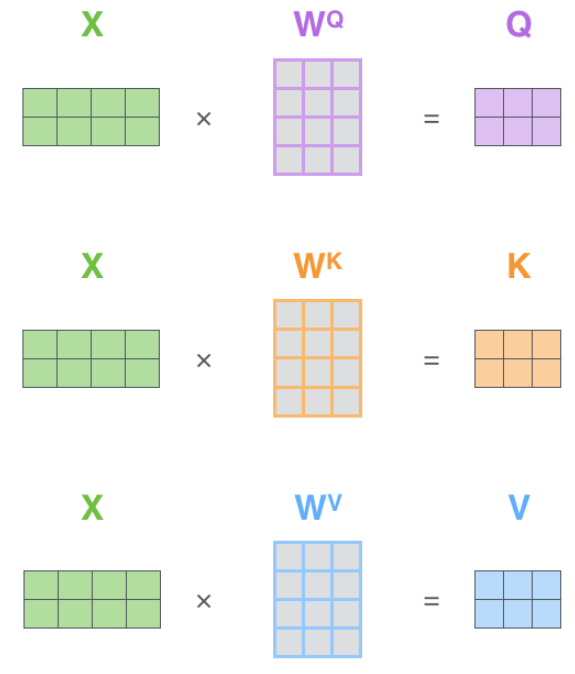 X W^Q Q
× =
X W^K K
× =
X W^V V
× =